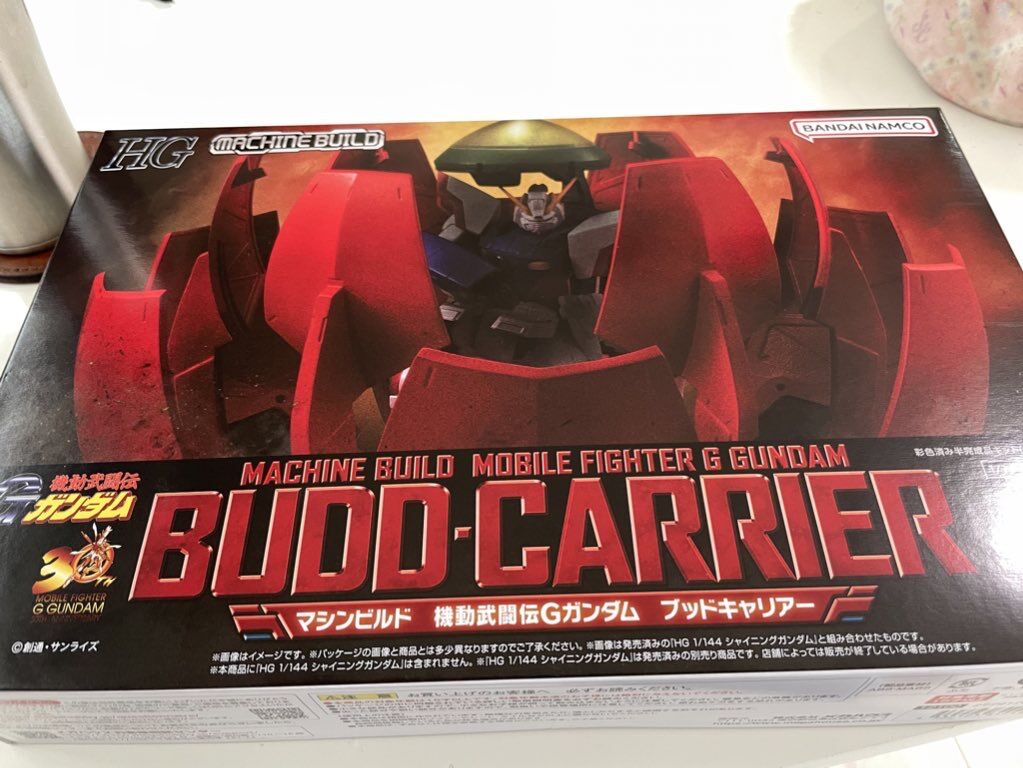 HG
MACHINE BUILD
BANDAI NAMCO
彩色済み半完成品キット
MACHINE BUILD MOBILE FIGHTER G GUNDAM
BUDD·CARRIER
マシンビルド 機動武闘伝Gガンダム ブッドキャリアー
機動武闘伝
Gガンダム
30TH
MOBILE FIGHTER
G GUNDAM
30TH ANNIVERSARY
©創通・サンライズ
※画像はイメージです。※パッケージの画像と商品とは多少異なりますのでご了承ください。※画像は発売済みの「HG 1/144 シャイニングガンダム」と組み合わせたものです。
※本商品に「HG 1/144 シャイニングガンダム」は含まれません。※「HG 1/144 シャイニングガンダム」は発売済みの別売り商品です。店舗によっては販売が終了している場合があります。
注意 お買い上げのお客様へ 必ずお読みください。